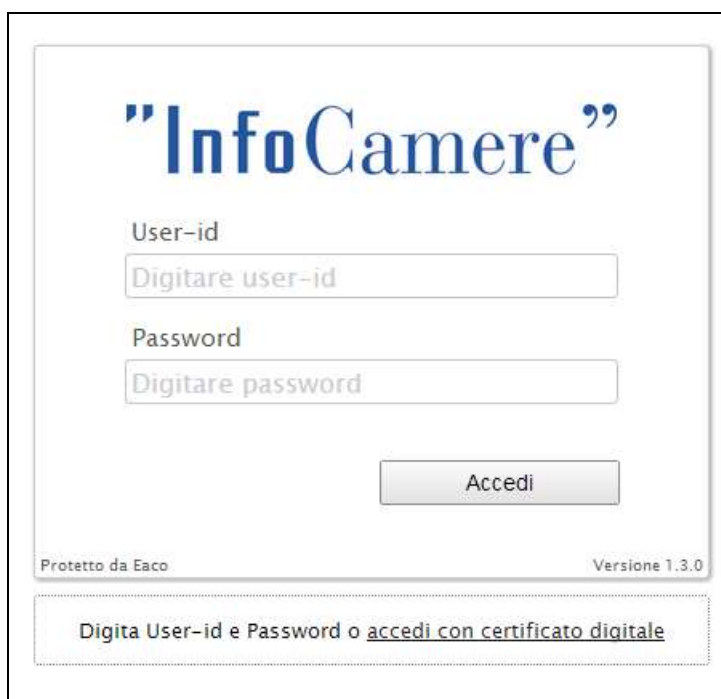 "InfoCamere”
User-id
Digitare user-id
Password
Digitare password
Accedi
Protetto da Eaco Versione 1.3.0
Digita User-id e Password o accedi con certificato digitale